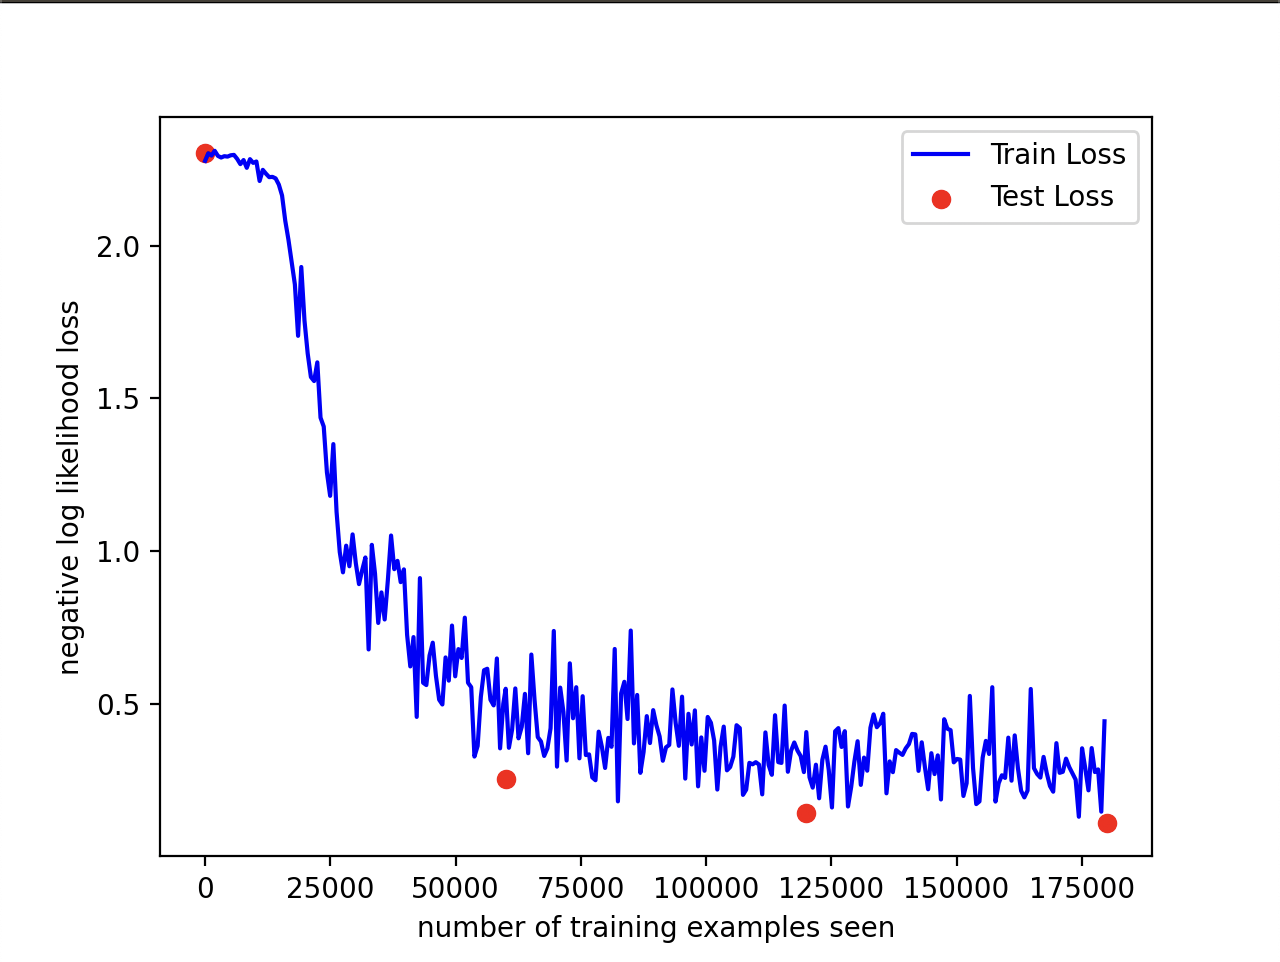 Train Loss
Test Loss
2.0
1.5
1.0
0.5
negative log likelihood loss
0 25000 50000 75000 100000 125000 150000 175000
number of training examples seen